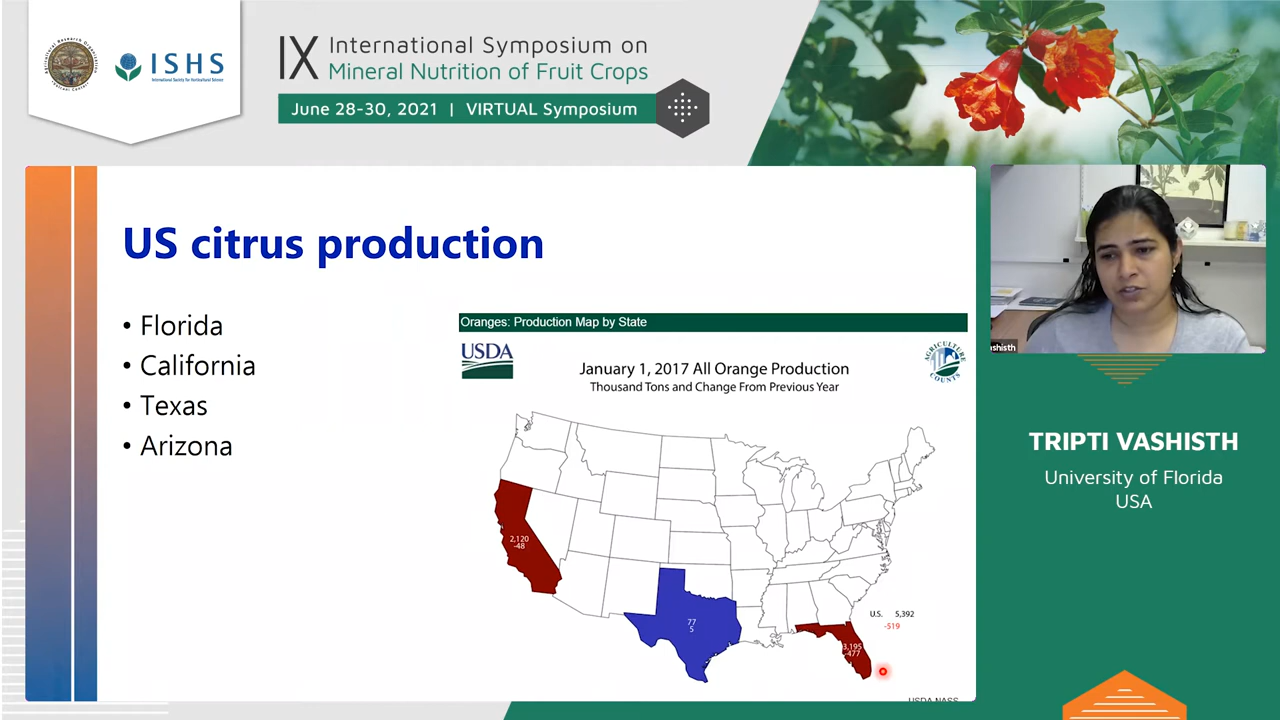 ISHS
International Society for Horticultural Science
IX International Symposium on
Mineral Nutrition of Fruit Crops
June 28-30, 2021 | VIRTUAL Symposium
US citrus production
• Florida
• California
• Texas
• Arizona
Oranges: Production Map by State
USDA
AGRICULTURE COUNTS
January 1, 2017 All Orange Production
Thousand Tons and Change From Previous Year
2,120
-48
77
5
3,195
-477
U.S. 5,392
-519
USDA NASS
ashisth
TRIPTI VASHISTH
University of Florida
USA